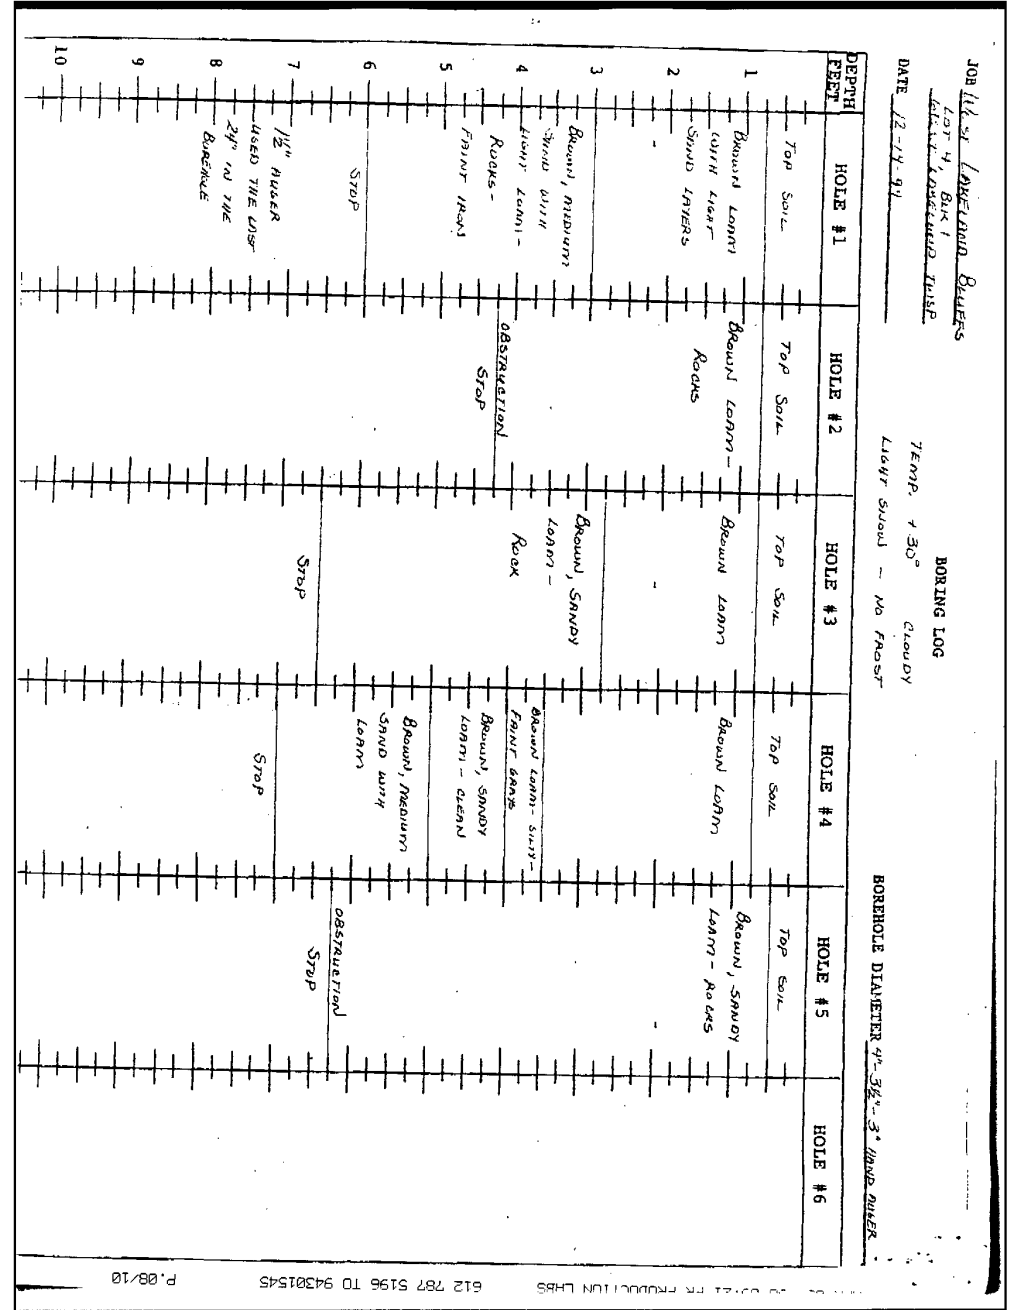 JOB West Lakeland Bluffs
Lot 4, Blk 1
West Lakeland Twsp
DATE 12-14-94
BORING LOG
Temp. +30° Cloudy
Light Snow - No Frost
BOREHOLE DIAMETER 4"- 3½"- 3" Hand Auger
DEPTH
FEET
1
2
3
4
5
6
7
8
9
10
HOLE #1
Top Soil
Brown Loam
with Light
Sand Layers
Brown, Medium
Sand with
Light Loam -
Rocks -
Faint Iron
Stop
1½" Auger
Used the Last
24" in the
Borehole
HOLE #2
Top Soil
Brown Loam -
Rocks
Obstruction
Stop
HOLE #3
Top Soil
Brown Loam
Brown, Sandy
Loam -
Rock
Stop
HOLE #4
Top Soil
Brown Loam
Brown Loam - Silty -
Faint Grays
Brown, Sandy
Loam - Clean
Brown, Medium
Sand with
Loam
Stop
HOLE #5
Top Soil
Brown, Sandy
Loam - Rocks
Obstruction
Stop
HOLE #6
PRODUCTION LABS 612 787 5196 TO 94301545 P.08/10